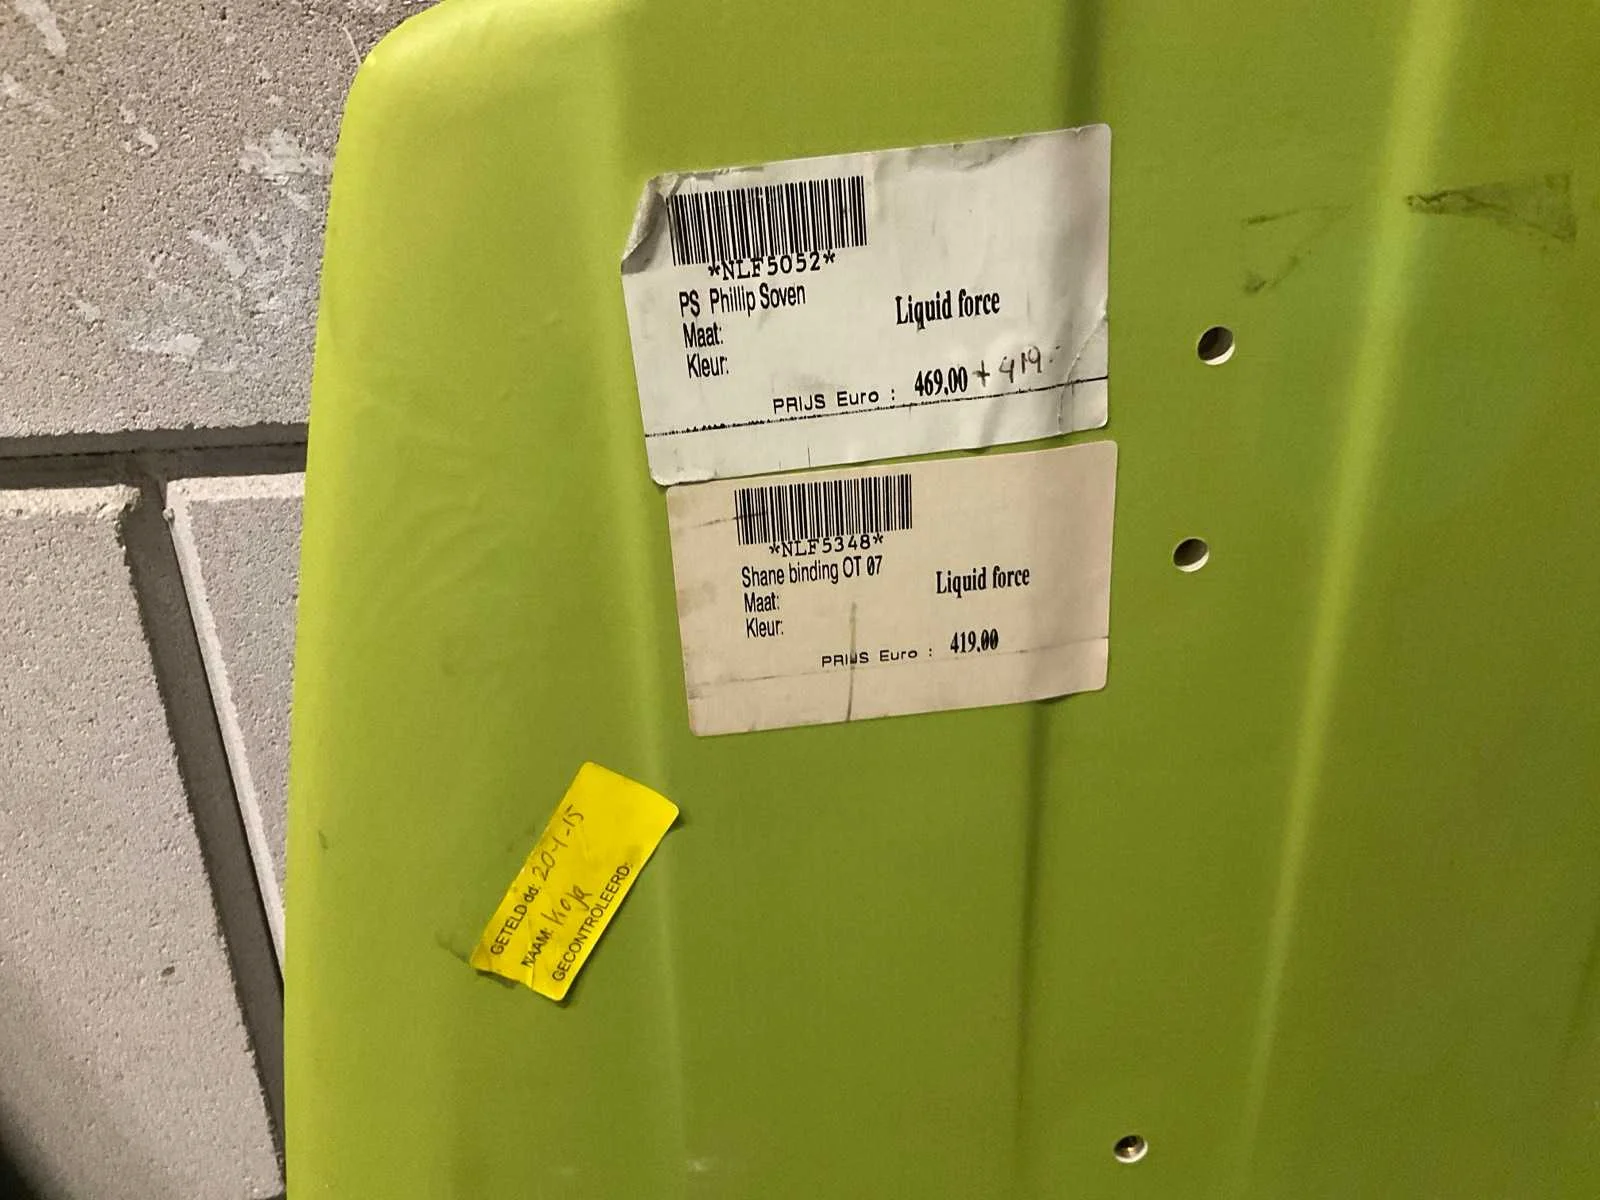 *NLF5052*
PS Phillip Soven
Liquid force
Maat:
Kleur:
PRIJS Euro : 469,00 + 419.-
*NLF5348*
Shane binding OT 07
Liquid force
Maat:
Kleur:
PRIJS Euro : 419,00
GETELD dd: 20-1-15
NAAM:
GECONTROLEERD: